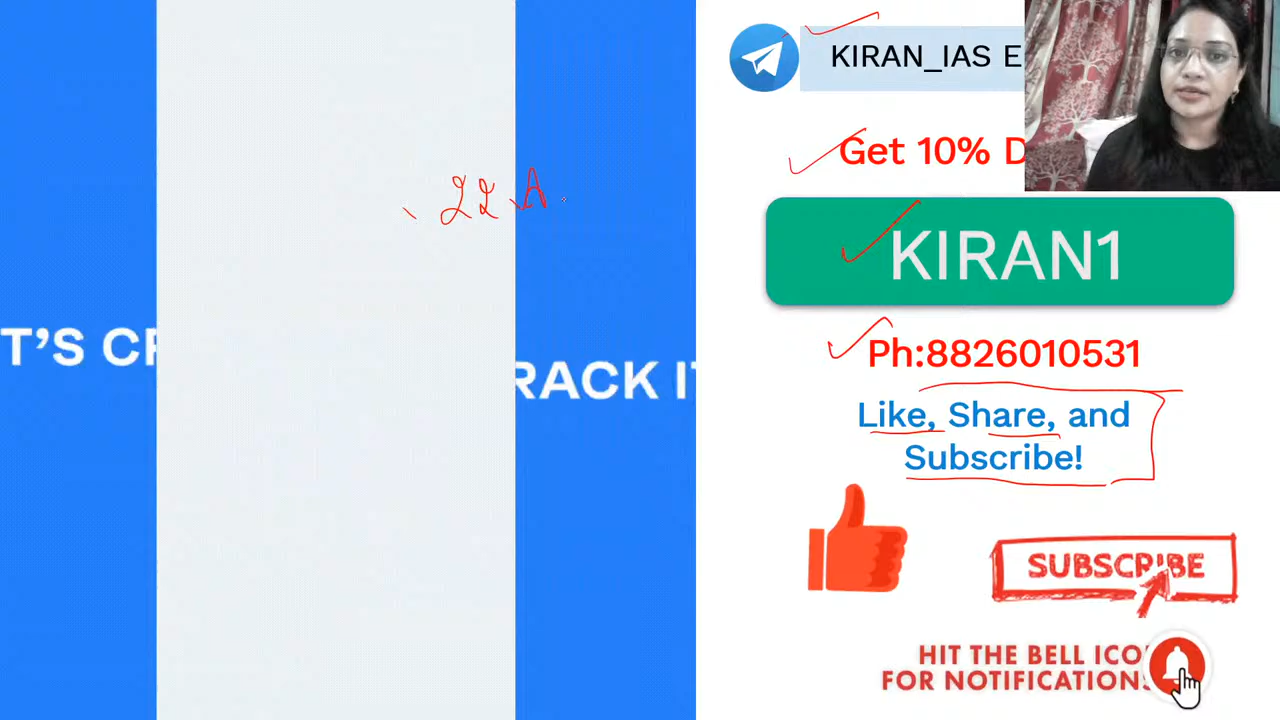 KIRAN_IAS E
Get 10% D
22 A
KIRAN1
T'S CR
RACK IT
Ph:8826010531
Like, Share, and
Subscribe!
SUBSCRIBE
HIT THE BELL ICO
FOR NOTIFICATIONS